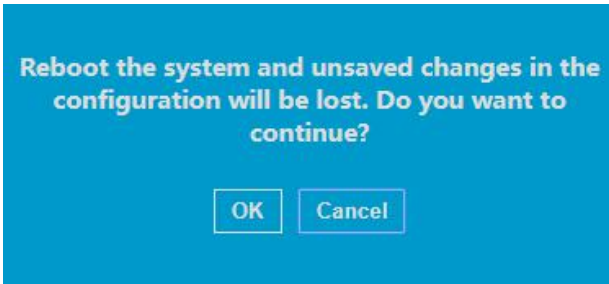 Reboot the system and unsaved changes in the
configuration will be lost. Do you want to
continue?
OK Cancel